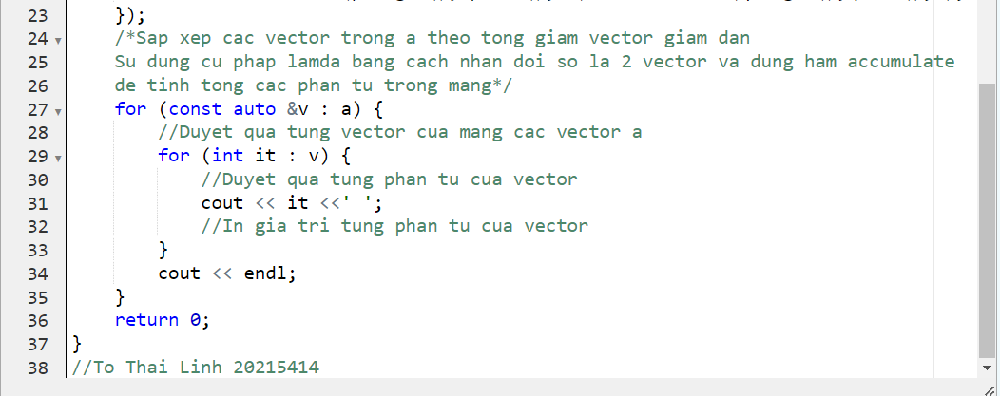 23 });
24 /*Sap xep cac vector trong a theo tong giam vector giam dan
25 Su dung cu phap lamda bang cach nhan doi so la 2 vector va dung ham accumulate
26 de tinh tong cac phan tu trong mang*/
27 for (const auto &v : a) {
28 //Duyet qua tung vector cua mang cac vector a
29 for (int it : v) {
30 //Duyet qua tung phan tu cua vector
31 cout << it <<' ';
32 //In gia tri tung phan tu cua vector
33 }
34 cout << endl;
35 }
36 return 0;
37 }
38 //To Thai Linh 20215414